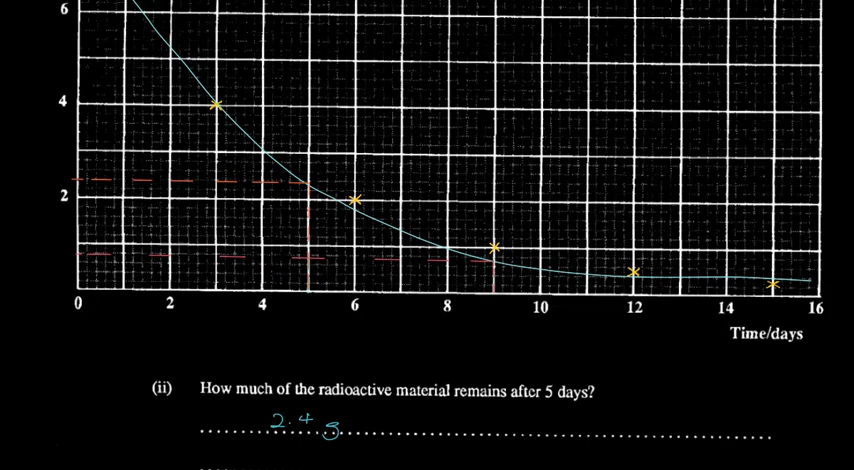 6
4
2
0 2 4 6 8 10 12 14 16
Time/days
(ii) How much of the radioactive material remains after 5 days?
2.4 g